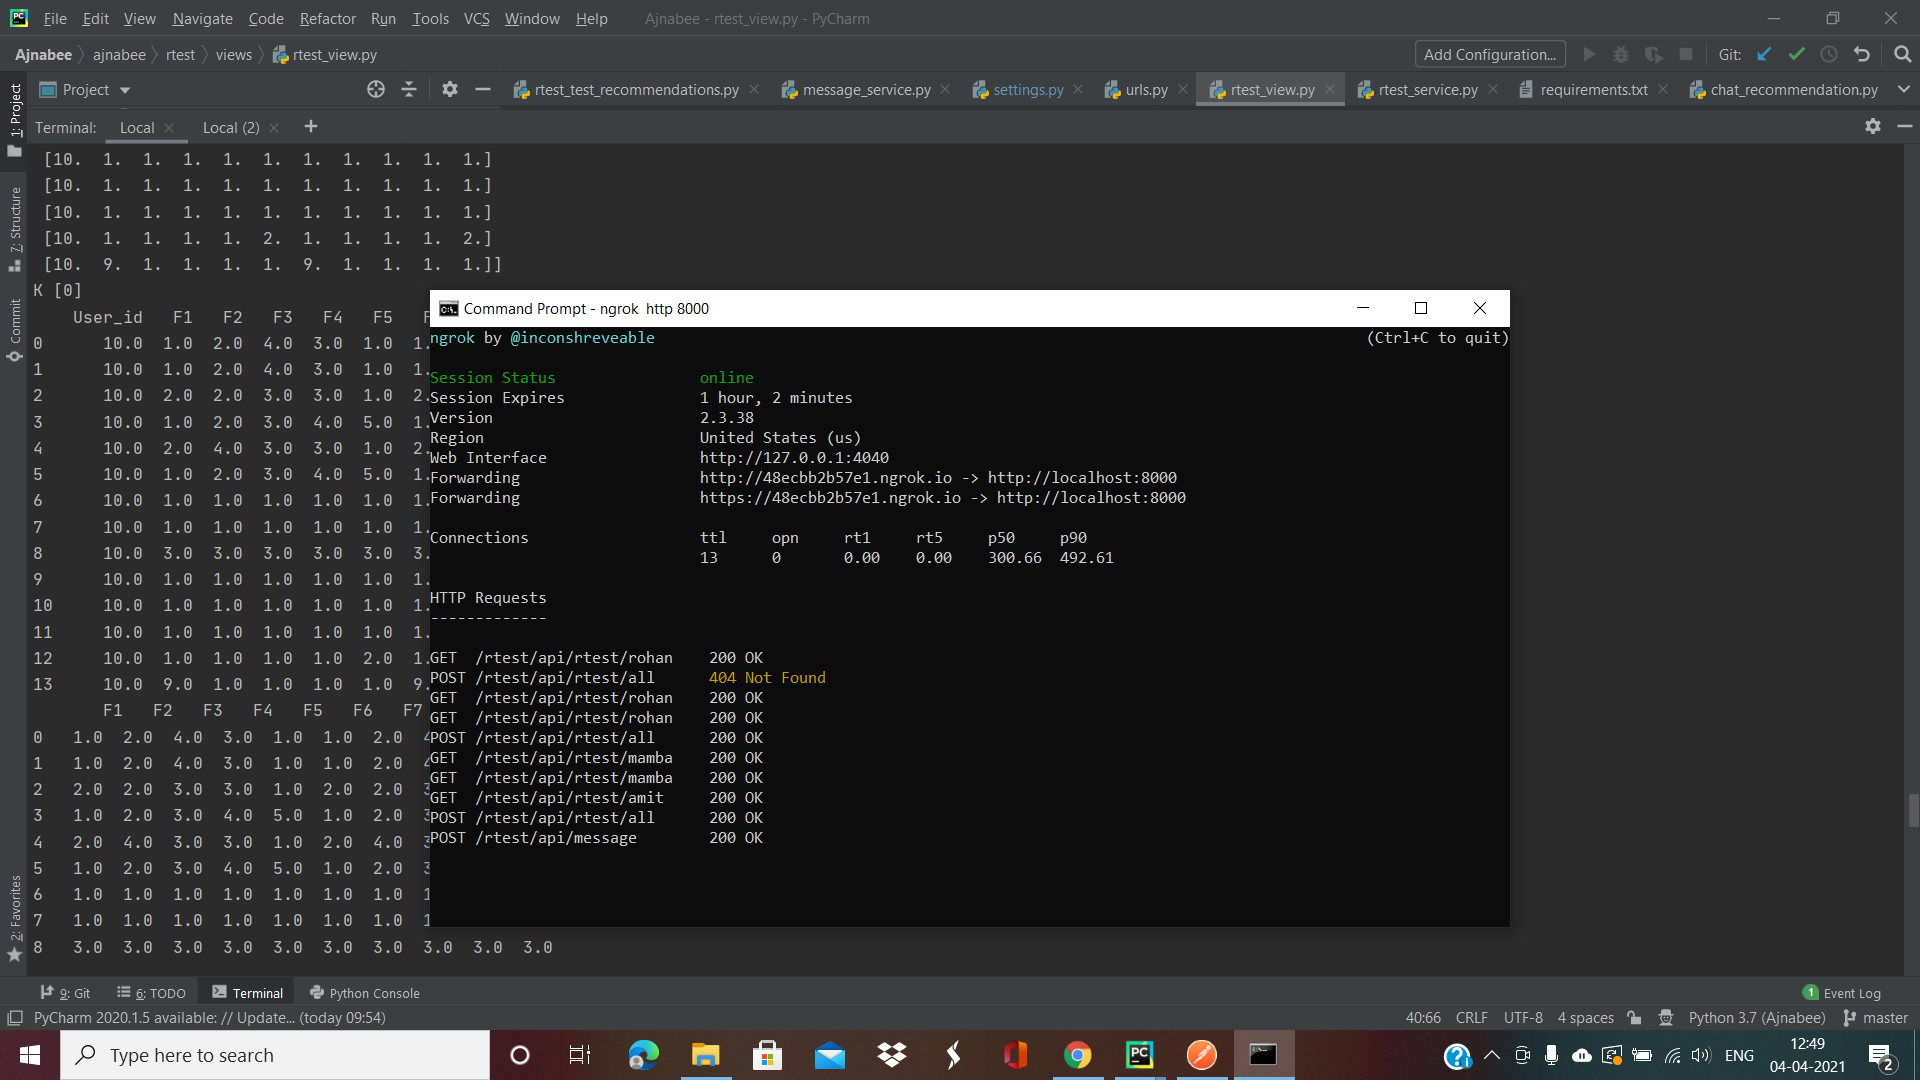 File Edit View Navigate Code Refactor Run Tools VCS Window Help Ajnabee - rtest_view.py - PyCharm
Ajnabee ajnabee rtest views rtest_view.py Add Configuration... Git:
Project rtest_test_recommendations.py message_service.py settings.py urls.py rtest_view.py rtest_service.py requirements.txt chat_recommendation.py
Terminal: Local Local (2) +
1: Project
7: Structure
Commit
2: Favorites
[10. 1. 1. 1. 1. 1. 1. 1. 1. 1. 1.]
[10. 1. 1. 1. 1. 1. 1. 1. 1. 1. 1.]
[10. 1. 1. 1. 1. 1. 1. 1. 1. 1. 1.]
[10. 1. 1. 1. 1. 2. 1. 1. 1. 1. 2.]
[10. 9. 1. 1. 1. 1. 9. 1. 1. 1. 1.]]
K [0]
User_id F1 F2 F3 F4 F5
0 10.0 1.0 2.0 4.0 3.0 1.0 1.
1 10.0 1.0 2.0 4.0 3.0 1.0 1.
2 10.0 2.0 2.0 3.0 3.0 1.0 2.
3 10.0 1.0 2.0 3.0 4.0 5.0 1.
4 10.0 2.0 4.0 3.0 3.0 1.0 2.
5 10.0 1.0 2.0 3.0 4.0 5.0 1.
6 10.0 1.0 1.0 1.0 1.0 1.0 1.
7 10.0 1.0 1.0 1.0 1.0 1.0 1.
8 10.0 3.0 3.0 3.0 3.0 3.0 3.
9 10.0 1.0 1.0 1.0 1.0 1.0 1.
10 10.0 1.0 1.0 1.0 1.0 1.0 1.
11 10.0 1.0 1.0 1.0 1.0 1.0 1.
12 10.0 1.0 1.0 1.0 1.0 2.0 1.
13 10.0 9.0 1.0 1.0 1.0 1.0 9.
F1 F2 F3 F4 F5 F6 F7
0 1.0 2.0 4.0 3.0 1.0 1.0 2.0
1 1.0 2.0 4.0 3.0 1.0 1.0 2.0
2 2.0 2.0 3.0 3.0 1.0 2.0 2.0
3 1.0 2.0 3.0 4.0 5.0 1.0 2.0
4 2.0 4.0 3.0 3.0 1.0 2.0 4.0
5 1.0 2.0 3.0 4.0 5.0 1.0 2.0
6 1.0 1.0 1.0 1.0 1.0 1.0 1.0
7 1.0 1.0 1.0 1.0 1.0 1.0 1.0
8 3.0 3.0 3.0 3.0 3.0 3.0 3.0 3.0 3.0 3.0
Command Prompt - ngrok http 8000
ngrok by @inconshreveable (Ctrl+C to quit)
Session Status online
Session Expires 1 hour, 2 minutes
Version 2.3.38
Region United States (us)
Web Interface http://127.0.0.1:4040
Forwarding http://48ecbb2b57e1.ngrok.io -> http://localhost:8000
Forwarding https://48ecbb2b57e1.ngrok.io -> http://localhost:8000
Connections ttl opn rt1 rt5 p50 p90
13 0 0.00 0.00 300.66 492.61
HTTP Requests
-------------
GET /rtest/api/rtest/rohan 200 OK
POST /rtest/api/rtest/all 404 Not Found
GET /rtest/api/rtest/rohan 200 OK
GET /rtest/api/rtest/rohan 200 OK
POST /rtest/api/rtest/all 200 OK
GET /rtest/api/rtest/mamba 200 OK
GET /rtest/api/rtest/mamba 200 OK
GET /rtest/api/rtest/amit 200 OK
POST /rtest/api/rtest/all 200 OK
POST /rtest/api/message 200 OK
9: Git 6: TODO Terminal Python Console 1 Event Log
PyCharm 2020.1.5 available: // Update... (today 09:54) 40:66 CRLF UTF-8 4 spaces Python 3.7 (Ajnabee) master
Type here to search ENG 12:49
04-04-2021 2